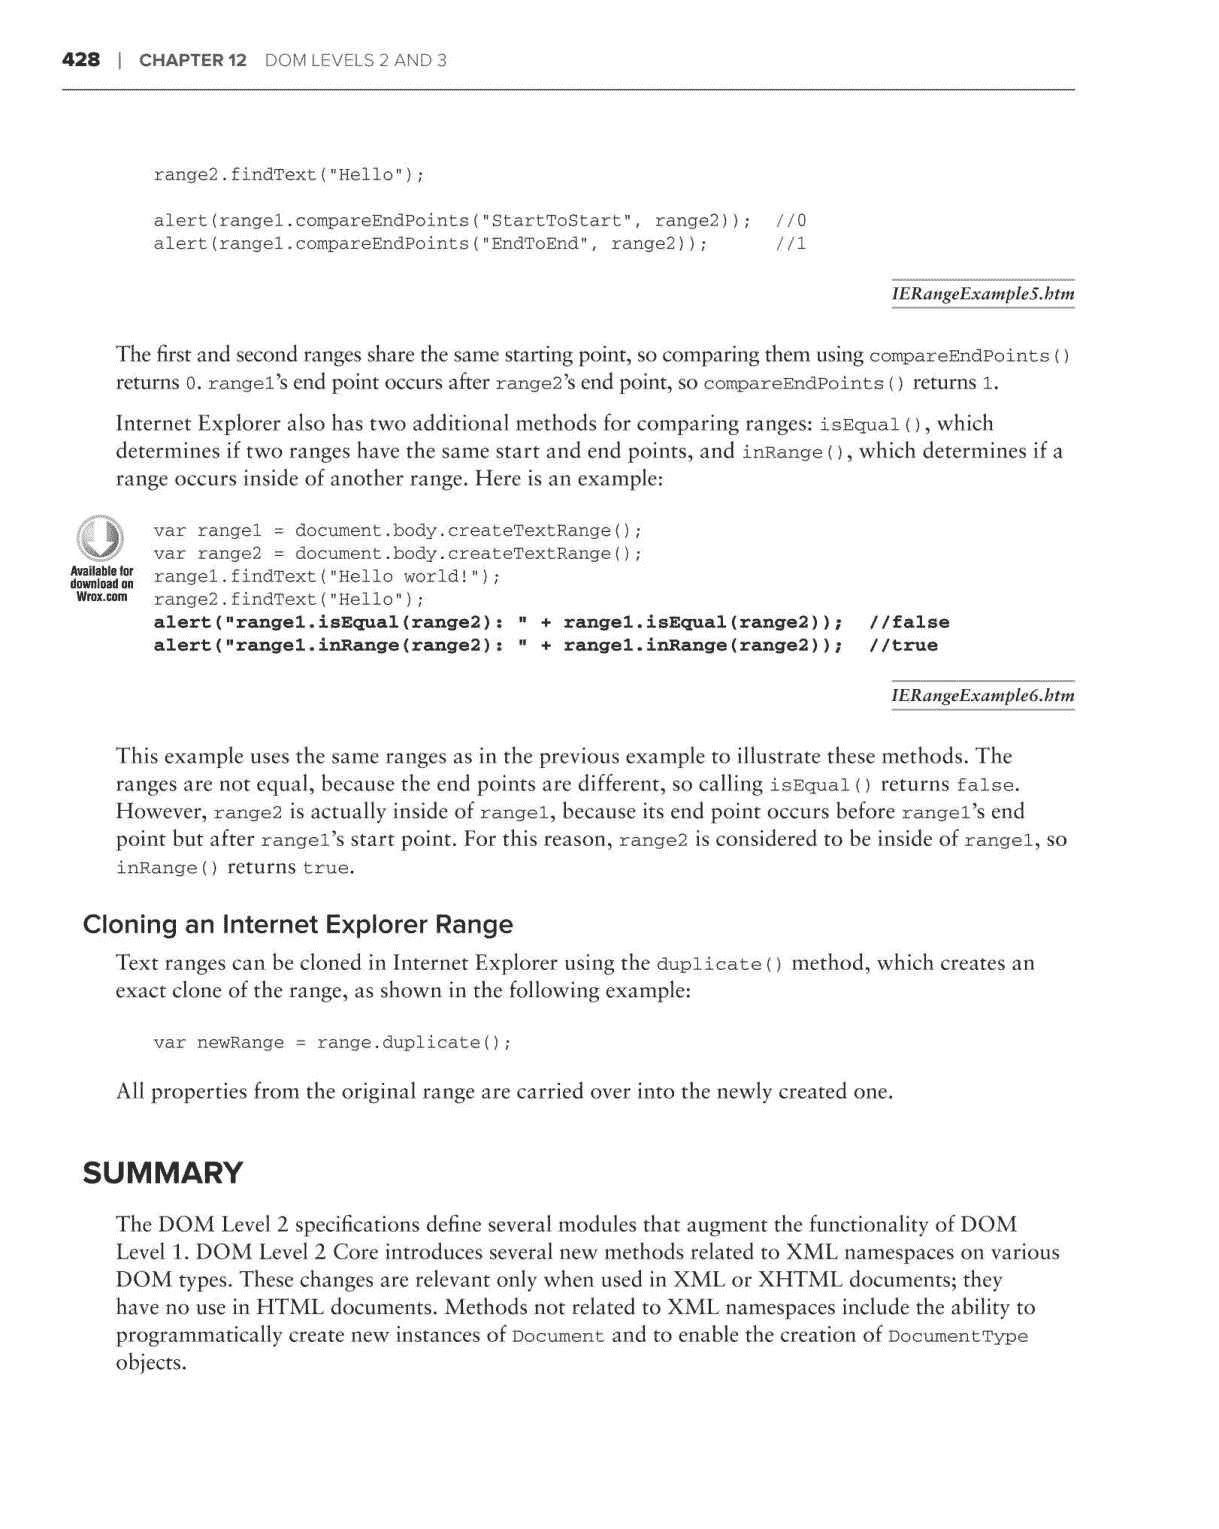 428 | CHAPTER 12 DOM LEVELS 2 AND 3
range2.findText("Hello");
alert(range1.compareEndPoints("StartToStart", range2)); //0
alert(range1.compareEndPoints("EndToEnd", range2)); //1
IERangeExample5.htm
The first and second ranges share the same starting point, so comparing them using compareEndPoints()
returns 0. range1’s end point occurs after range2’s end point, so compareEndPoints() returns 1.
Internet Explorer also has two additional methods for comparing ranges: isEqual(), which
determines if two ranges have the same start and end points, and inRange(), which determines if a
range occurs inside of another range. Here is an example:
Available for
download on
Wrox.com
var range1 = document.body.createTextRange();
var range2 = document.body.createTextRange();
range1.findText("Hello world!");
range2.findText("Hello");
alert("range1.isEqual(range2): " + range1.isEqual(range2)); //false
alert("range1.inRange(range2): " + range1.inRange(range2)); //true
IERangeExample6.htm
This example uses the same ranges as in the previous example to illustrate these methods. The
ranges are not equal, because the end points are different, so calling isEqual() returns false.
However, range2 is actually inside of range1, because its end point occurs before range1’s end
point but after range1’s start point. For this reason, range2 is considered to be inside of range1, so
inRange() returns true.
Cloning an Internet Explorer Range
Text ranges can be cloned in Internet Explorer using the duplicate() method, which creates an
exact clone of the range, as shown in the following example:
var newRange = range.duplicate();
All properties from the original range are carried over into the newly created one.
SUMMARY
The DOM Level 2 specifications define several modules that augment the functionality of DOM
Level 1. DOM Level 2 Core introduces several new methods related to XML namespaces on various
DOM types. These changes are relevant only when used in XML or XHTML documents; they
have no use in HTML documents. Methods not related to XML namespaces include the ability to
programmatically create new instances of Document and to enable the creation of DocumentType
objects.